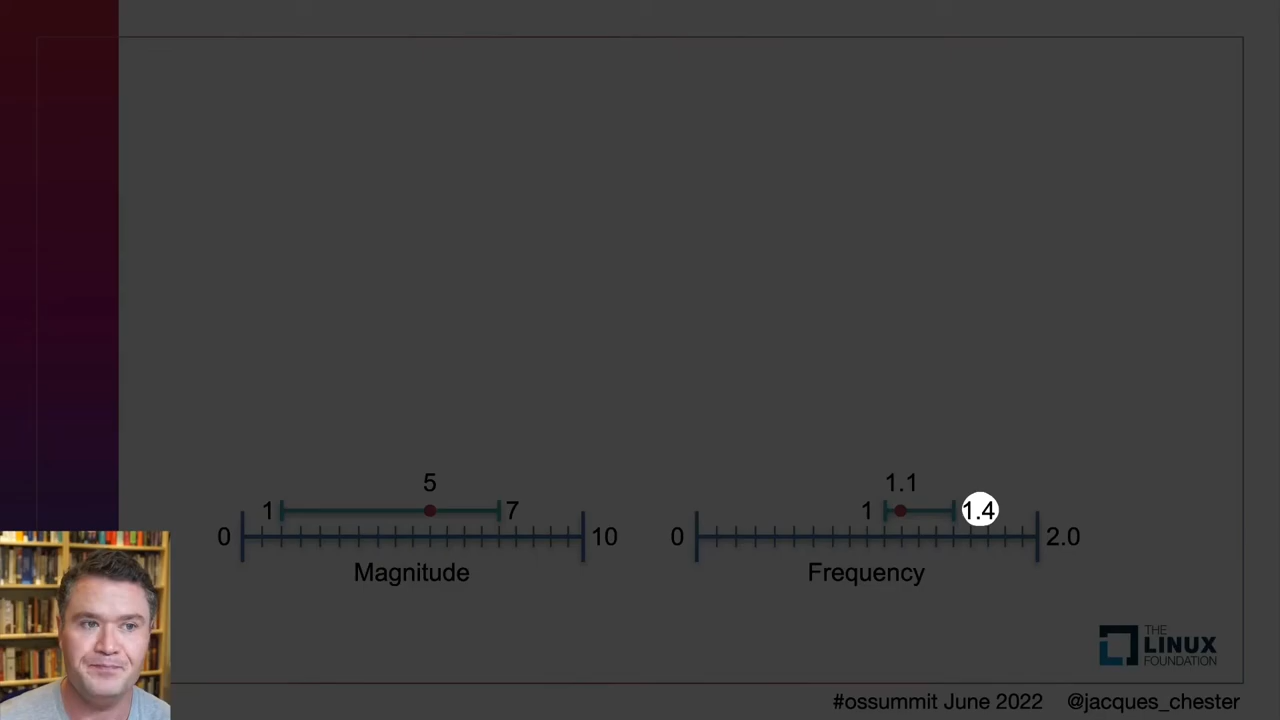 5
1
7
0
10
Magnitude
1.1
1
1.4
0
2.0
Frequency
THE
LINUX
FOUNDATION
#ossummit June 2022 @jacques_chester